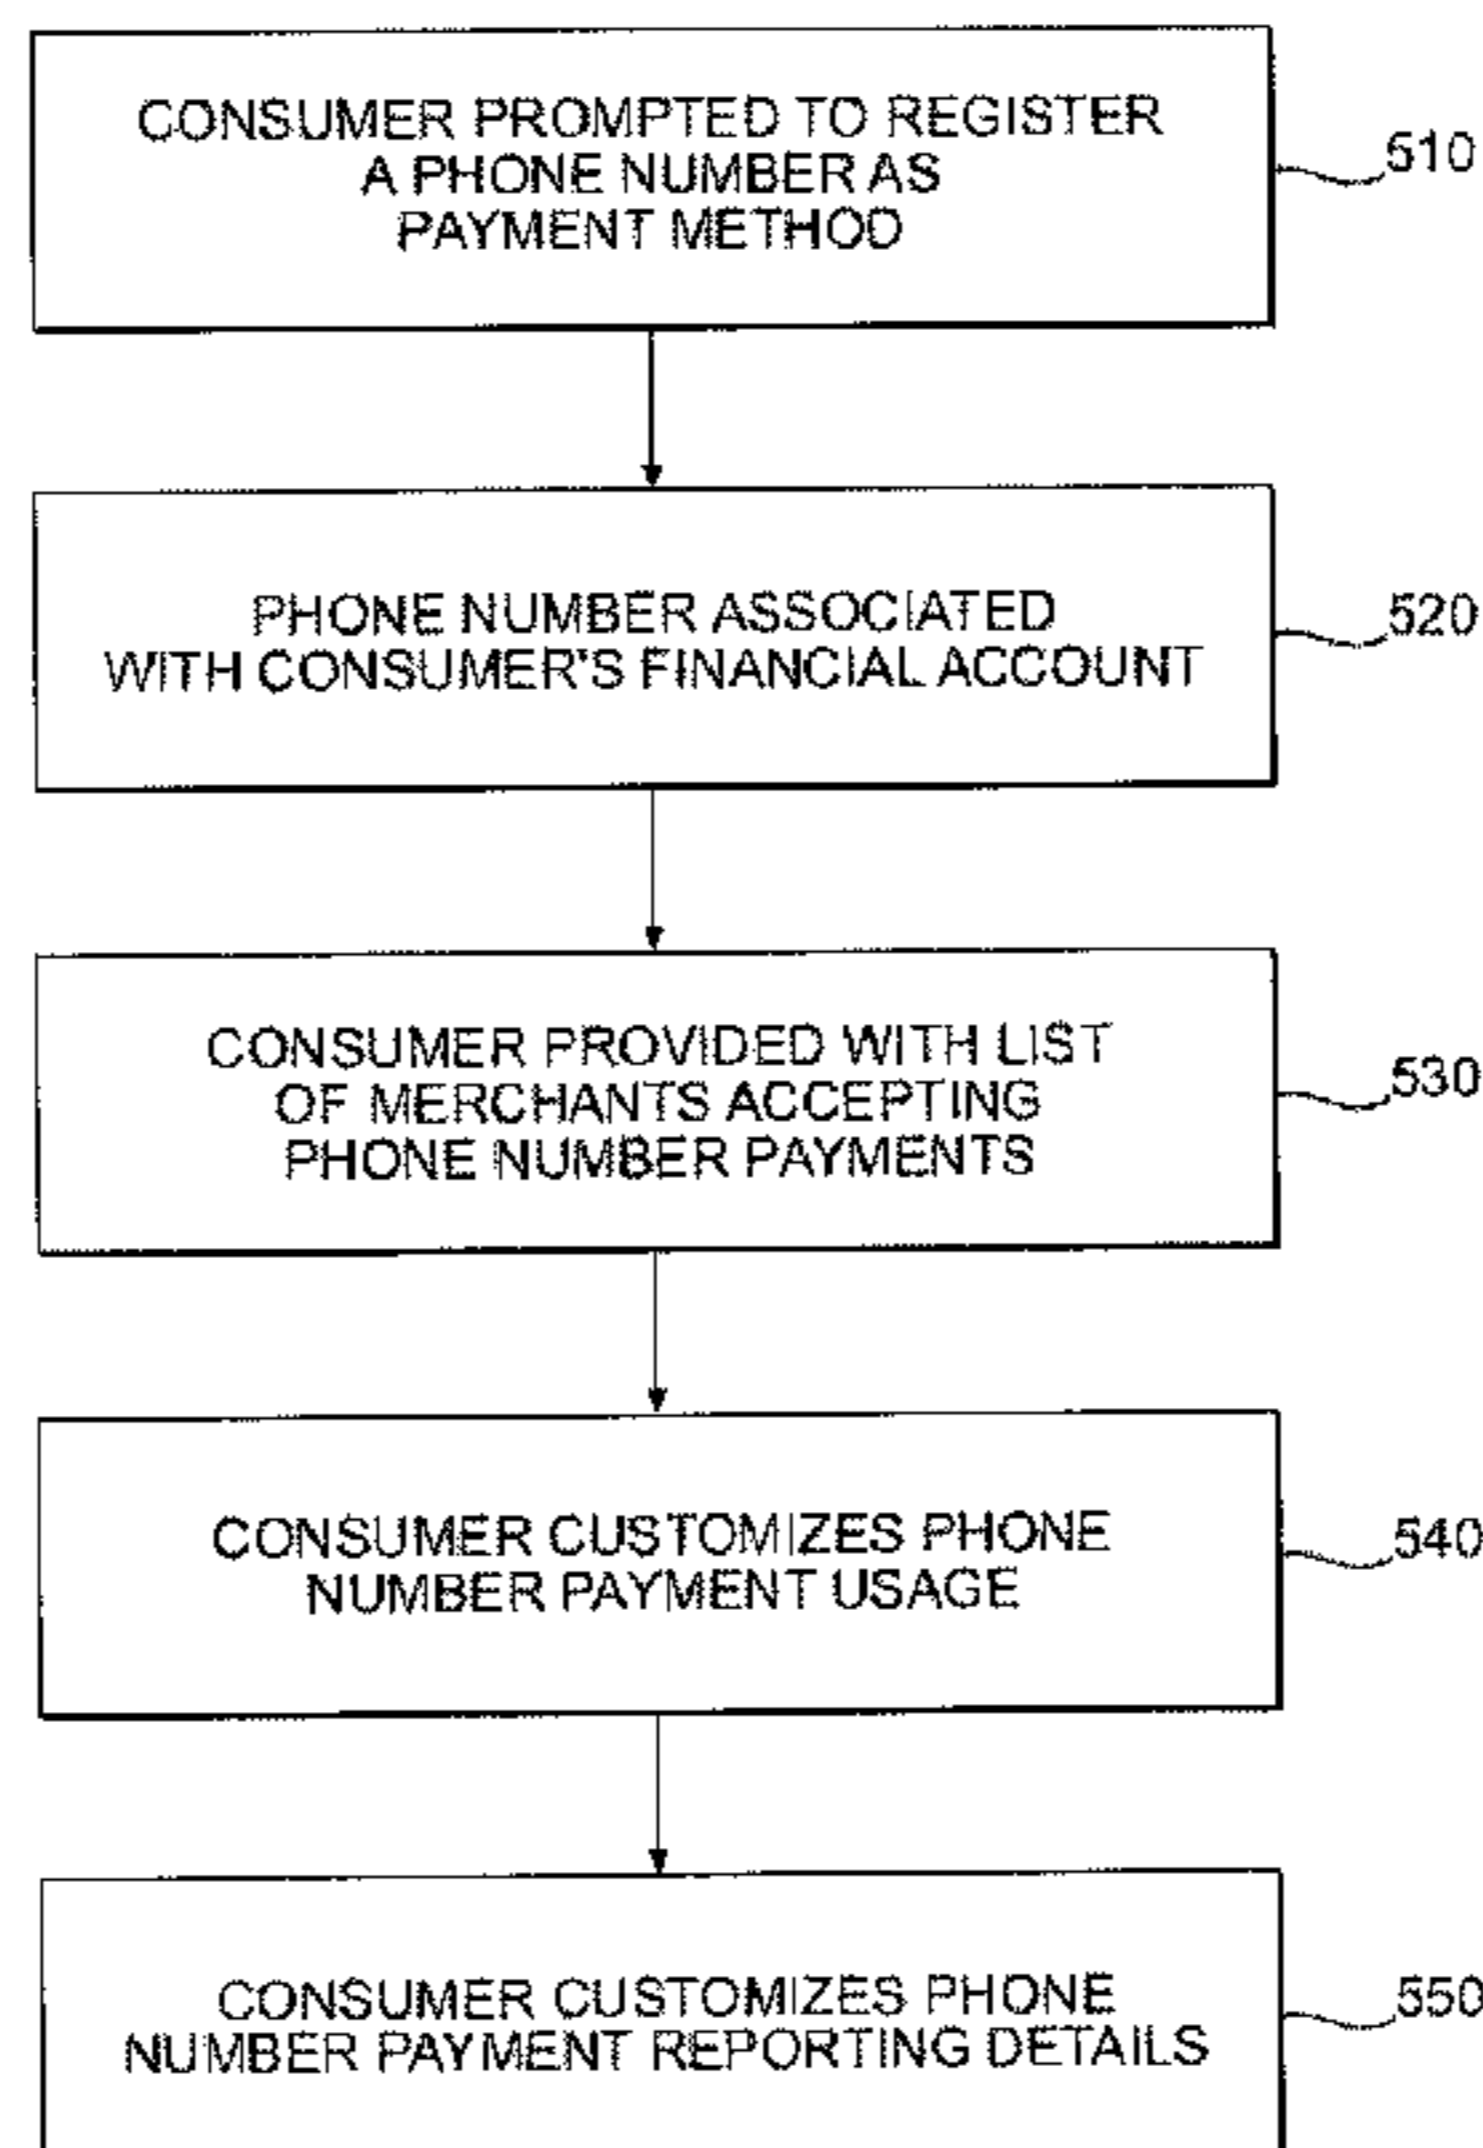 CONSUMER PROMPTED TO REGISTER
A PHONE NUMBER AS
PAYMENT METHOD
510
PHONE NUMBER ASSOCIATED
WITH CONSUMER'S FINANCIAL ACCOUNT
520
CONSUMER PROVIDED WITH LIST
OF MERCHANTS ACCEPTING
PHONE NUMBER PAYMENTS
530
CONSUMER CUSTOMIZES PHONE
NUMBER PAYMENT USAGE
540
CONSUMER CUSTOMIZES PHONE
NUMBER PAYMENT REPORTING DETAILS
550